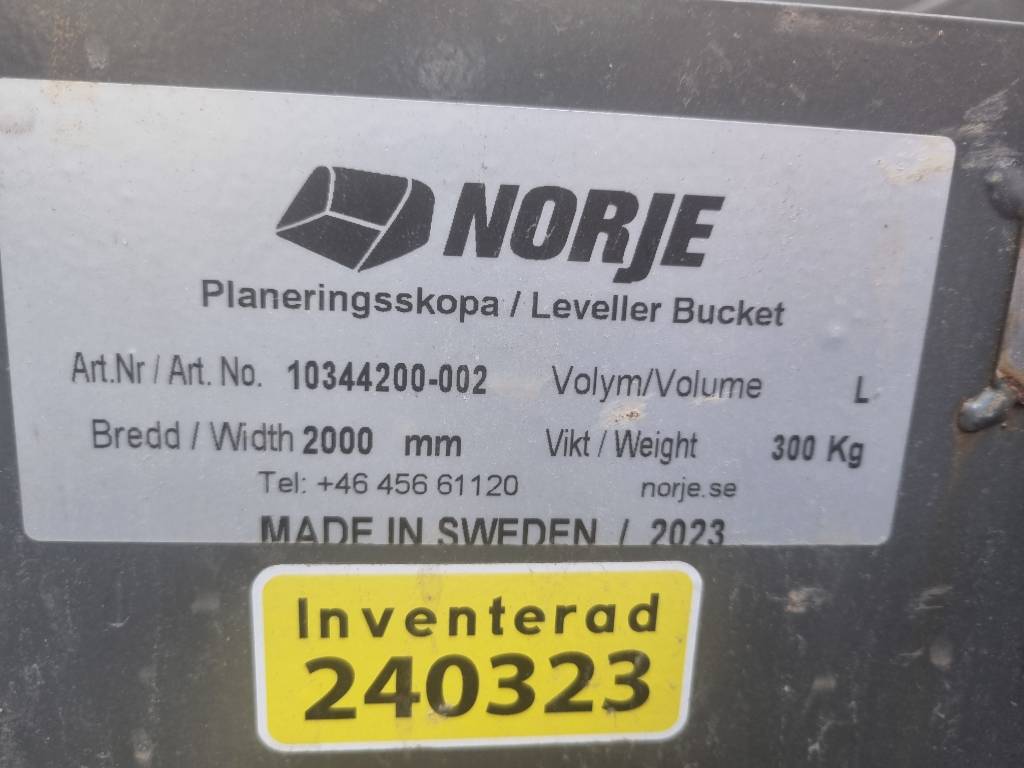 NORJE
Planeringsskopa / Leveller Bucket
Art.Nr / Art. No. 10344200-002 Volym/Volume L
Bredd / Width 2000 mm Vikt / Weight 300 Kg
Tel: +46 456 61120 norje.se
MADE IN SWEDEN / 2023
Inventerad
240323